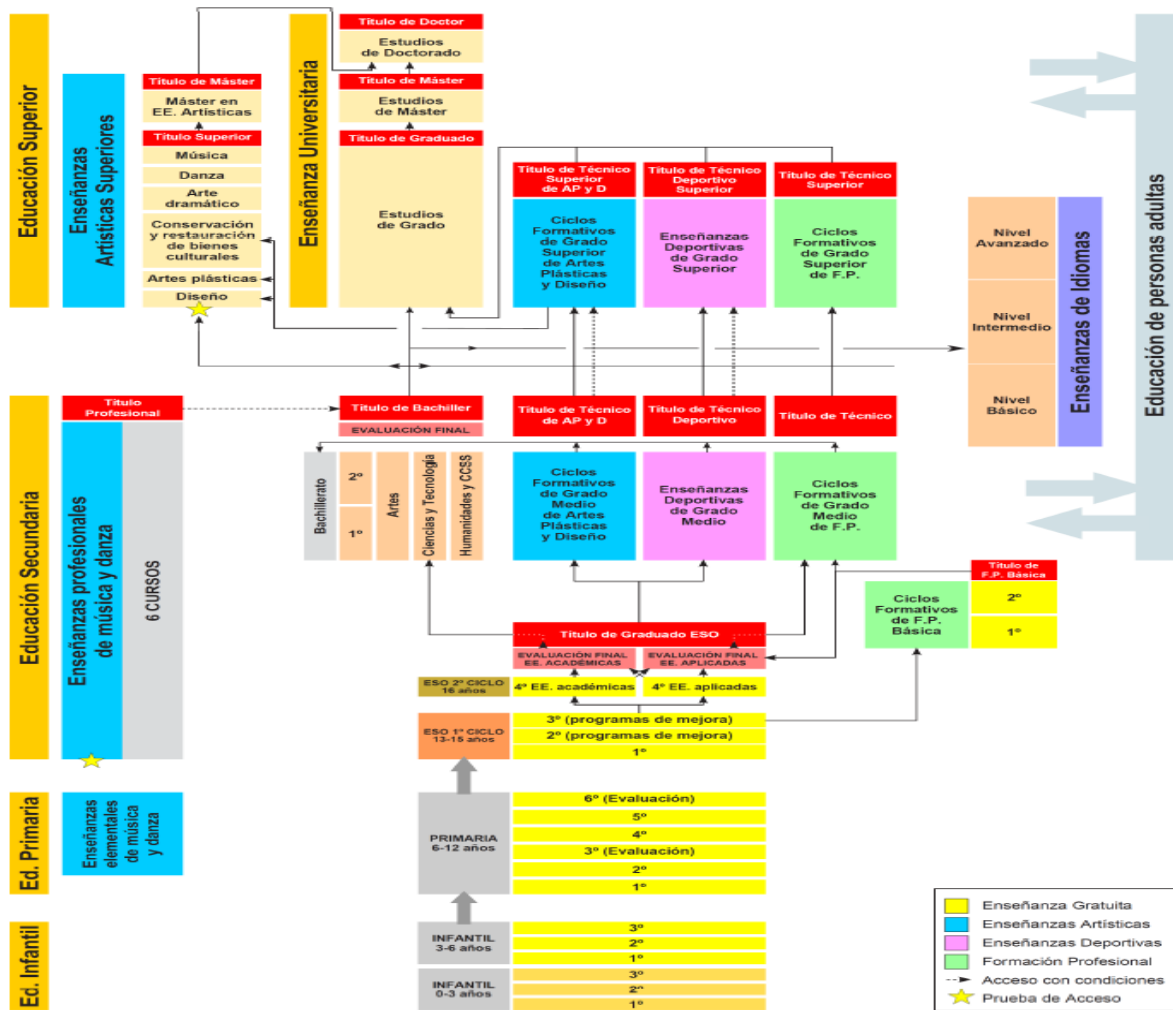 Educación Superior
Enseñanzas
Artísticas Superiores
Título de Máster
Máster en
EE. Artísticas
Título Superior
Música
Danza
Arte
dramático
Conservación
y restauración
de bienes
culturales
Artes plásticas
Diseño
Enseñanza Universitaria
Título de Doctor
Estudios
de Doctorado
Título de Máster
Estudios
de Máster
Título de Graduado
Estudios
de Grado
Título de Técnico
Superior
de AP y D
Ciclos
Formativos
de Grado
Superior
de Artes
Plásticas
y Diseño
Título de Técnico
Deportivo
Superior
Enseñanzas
Deportivas
de Grado
Superior
Título de Técnico
Superior
Ciclos
Formativos
de Grado
Superior
de F.P.
Nivel
Avanzado
Nivel
Intermedio
Nivel
Básico
Enseñanzas de Idiomas
Educación de personas adultas
Educación Secundaria
Título
Profesional
Enseñanzas profesionales
de música y danza
6 CURSOS
Título de Bachiller
EVALUACIÓN FINAL
Bachillerato
2º
1º
Artes
Ciencias y Tecnología
Humanidades y CCSS
Título de Técnico
de AP y D
Ciclos
Formativos
de Grado
Medio
de Artes
Plásticas
y Diseño
Título de Técnico
Deportivo
Enseñanzas
Deportivas
de Grado
Medio
Título de Técnico
Ciclos
Formativos
de Grado
Medio
de F.P.
Título de
F.P. Básica
Ciclos
Formativos
de F.P.
Básica
2º
1º
Título de Graduado ESO
EVALUACIÓN FINAL
EE. ACADÉMICAS
EVALUACIÓN FINAL
EE. APLICADAS
ESO 2º CICLO
16 años
4º EE. académicas
4º EE. aplicadas
ESO 1º CICLO
13-15 años
3º (programas de mejora)
2º (programas de mejora)
1º
Ed. Primaria
Enseñanzas
elementales
de música
y danza
PRIMARIA
6-12 años
6º (Evaluación)
5º
4º
3º (Evaluación)
2º
1º
Ed. Infantil
INFANTIL
3-6 años
3º
2º
1º
INFANTIL
0-3 años
3º
2º
1º
Enseñanza Gratuita
Enseñanzas Artísticas
Enseñanzas Deportivas
Formación Profesional
Acceso con condiciones
Prueba de Acceso